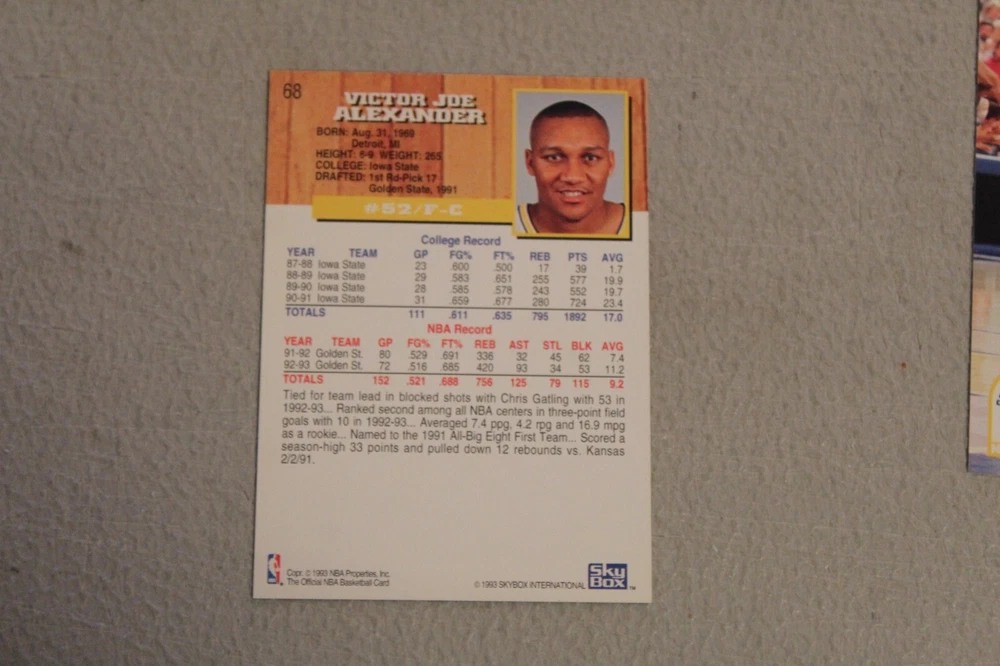 68
VICTOR JOE
ALEXANDER
BORN: Aug. 31, 1969
Detroit, MI
HEIGHT: 6-9 WEIGHT: 265
COLLEGE: Iowa State
DRAFTED: 1st Rd-Pick 17
Golden State, 1991
#52/F-C
College Record
YEAR TEAM GP FG% FT% REB PTS AVG
87-88 Iowa State 23 .600 .500 17 39 1.7
88-89 Iowa State 29 .583 .651 255 577 19.9
89-90 Iowa State 28 .585 .578 243 552 19.7
90-91 Iowa State 31 .659 .677 280 724 23.4
TOTALS 111 .611 .635 795 1892 17.0
NBA Record
YEAR TEAM GP FG% FT% REB AST STL BLK AVG
91-92 Golden St. 80 .529 .691 336 32 45 62 7.4
92-93 Golden St. 72 .516 .685 420 93 34 53 11.2
TOTALS 152 .521 .688 756 125 79 115 9.2
Tied for team lead in blocked shots with Chris Gatling with 53 in
1992-93... Ranked second among all NBA centers in three-point field
goals with 10 in 1992-93... Averaged 7.4 ppg, 4.2 rpg and 16.9 mpg
as a rookie... Named to the 1991 All-Big Eight First Team... Scored a
season-high 33 points and pulled down 12 rebounds vs. Kansas
2/2/91.
Copr. © 1993 NBA Properties, Inc.
The Official NBA Basketball Card
© 1993 SKYBOX INTERNATIONAL
SkyBox™